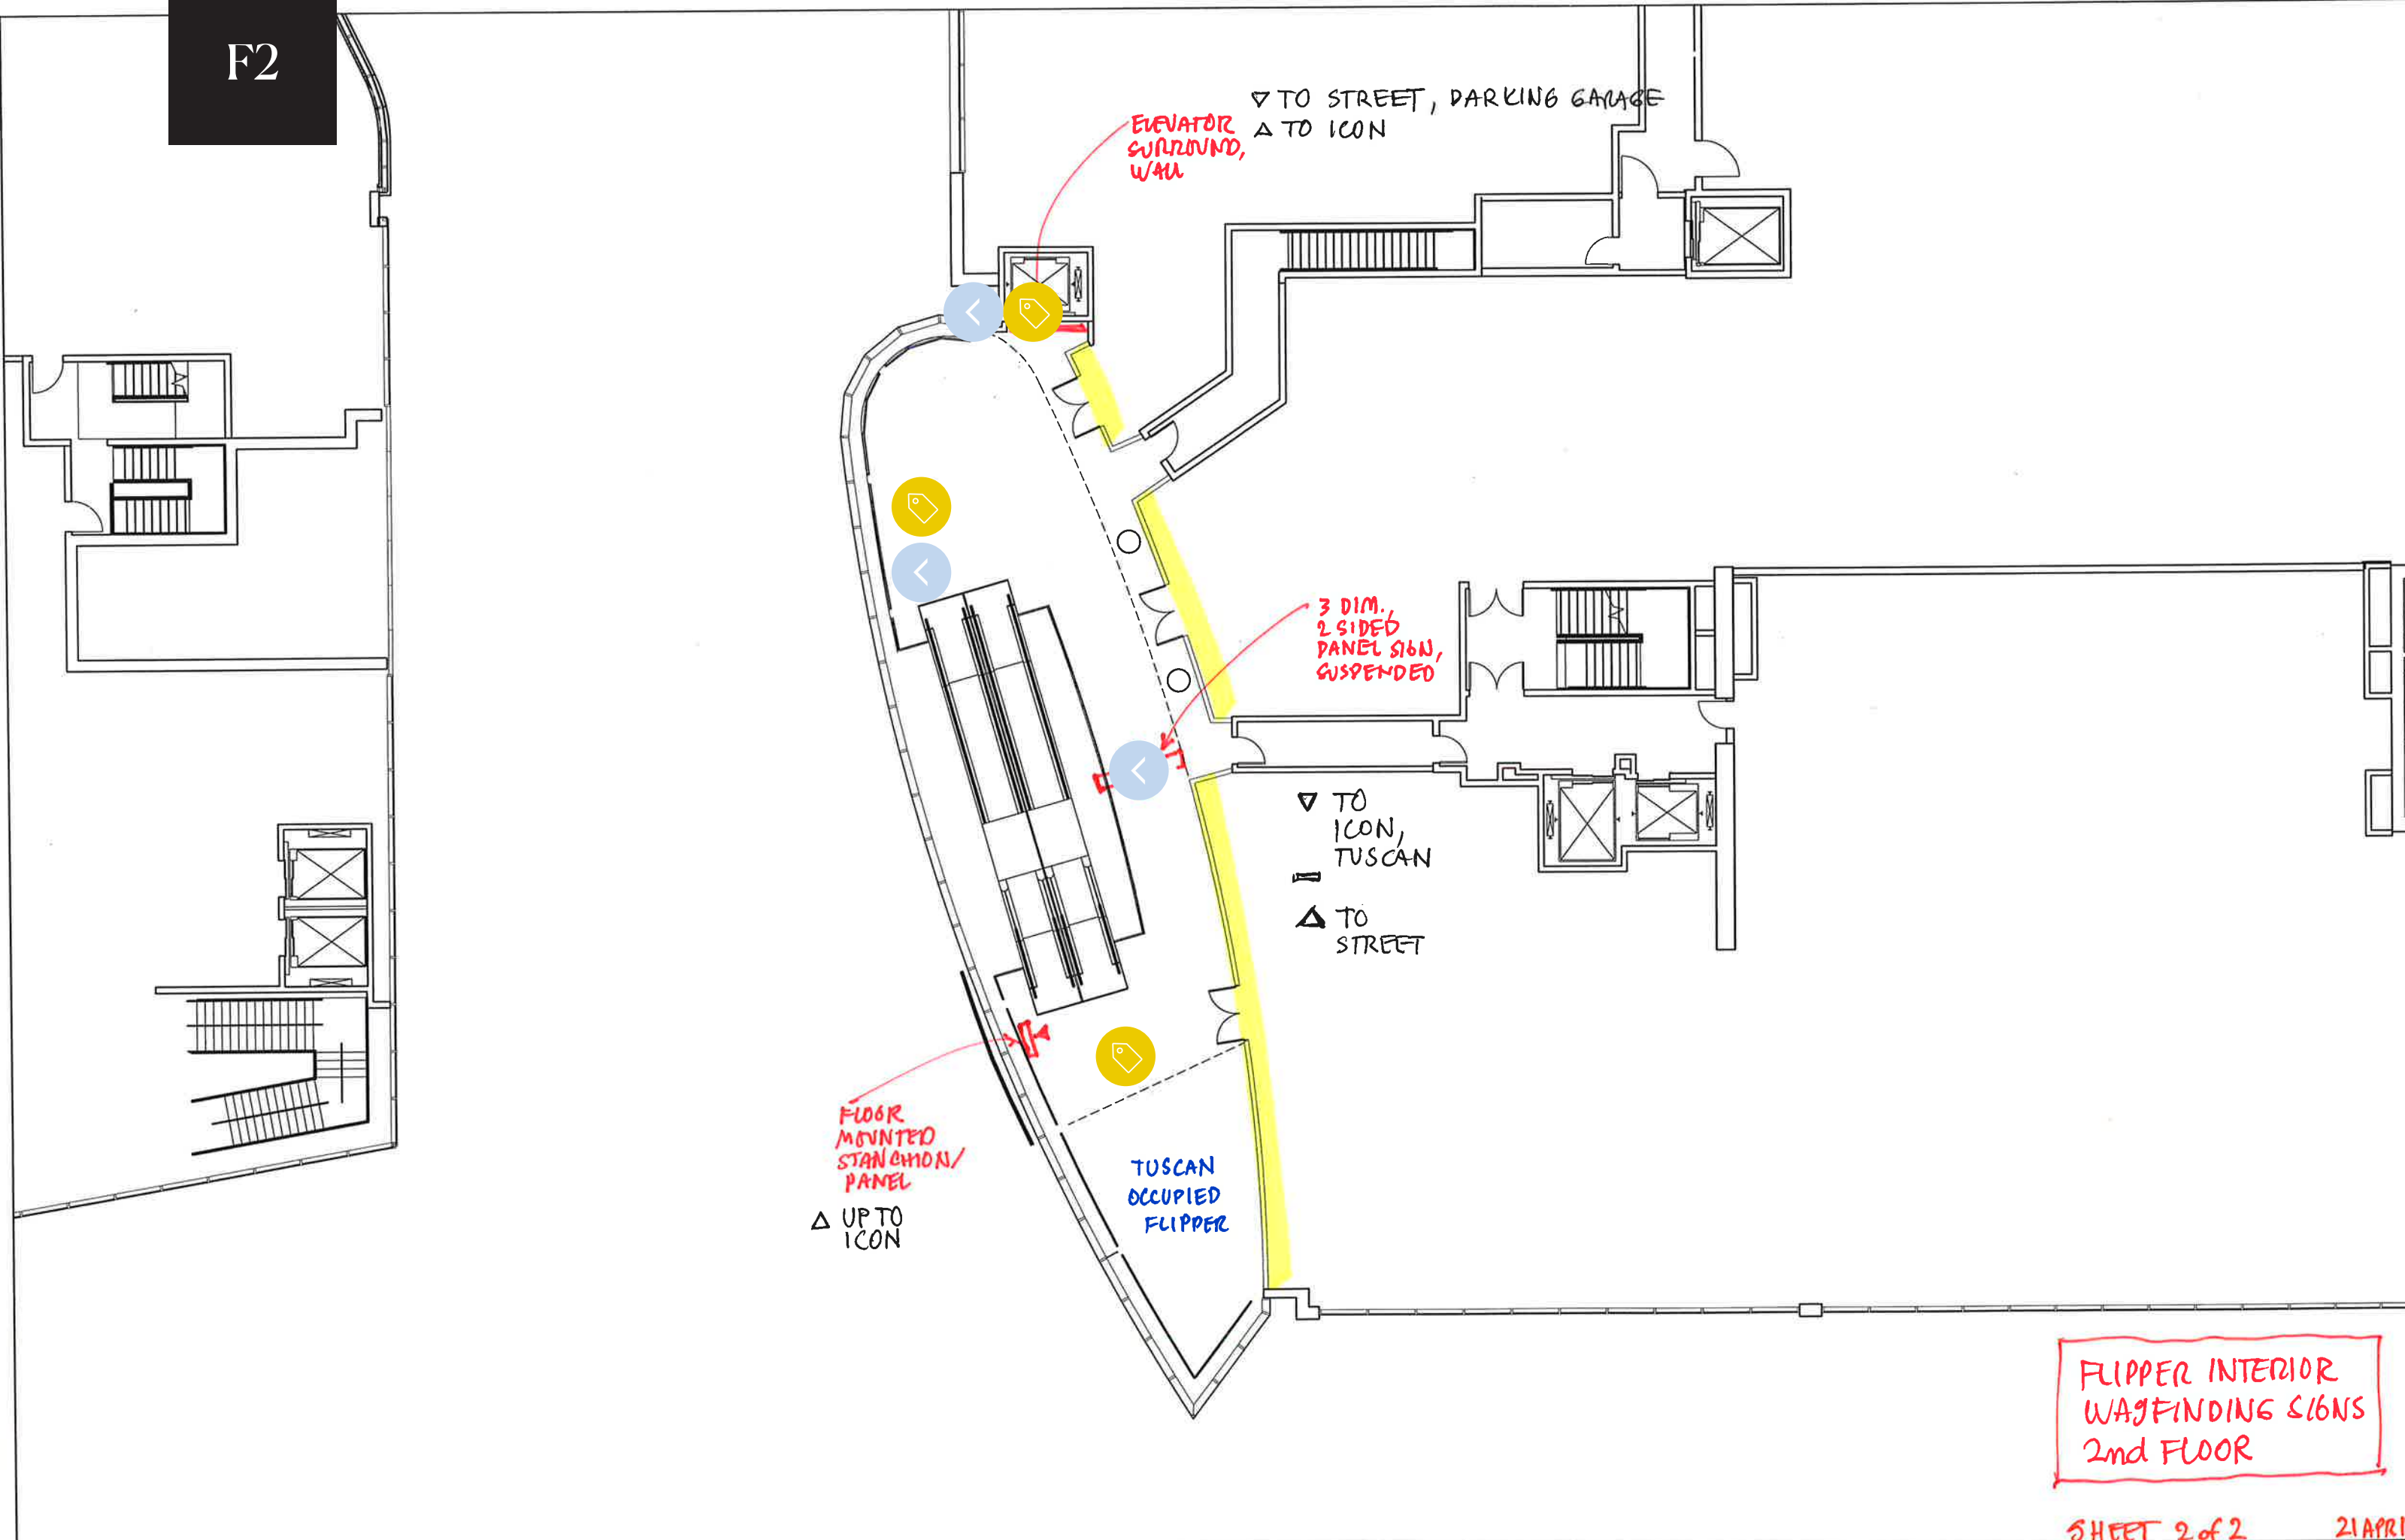 F2
▽ TO STREET, PARKING GARAGE
△ TO ICON
ELEVATOR
SURROUND,
WALL
3 DIM.,
2 SIDED
PANEL SIGN,
SUSPENDED
▽ TO
ICON,
TUSCAN
△ TO
STREET
FLOOR
MOUNTED
STANCHION/
PANEL
△ UP TO
ICON
TUSCAN
OCCUPIED
FLIPPER
FLIPPER INTERIOR
WAYFINDING SIGNS
2nd FLOOR
SHEET 2 of 2 21 APRI